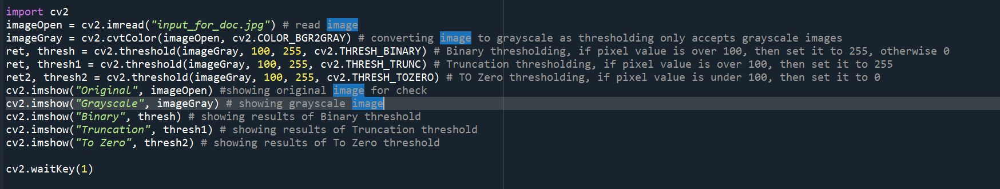 import cv2
imageOpen = cv2.imread("input_for_doc.jpg") # read image
imageGray = cv2.cvtColor(imageOpen, cv2.COLOR_BGR2GRAY) # converting image to grayscale as thresholding only accepts grayscale images
ret, thresh = cv2.threshold(imageGray, 100, 255, cv2.THRESH_BINARY) # Binary thresholding, if pixel value is over 100, then set it to 255, otherwise 0
ret, thresh1 = cv2.threshold(imageGray, 100, 255, cv2.THRESH_TRUNC) # Truncation thresholding, if pixel value is over 100, then set it to 255
ret2, thresh2 = cv2.threshold(imageGray, 100, 255, cv2.THRESH_TOZERO) # TO Zero thresholding, if pixel value is under 100, then set it to 0
cv2.imshow("Original", imageOpen) #showing original image for check
cv2.imshow("Grayscale", imageGray) # showing grayscale image
cv2.imshow("Binary", thresh) # showing results of Binary threshold
cv2.imshow("Truncation", thresh1) # showing results of Truncation threshold
cv2.imshow("To Zero", thresh2) # showing results of To Zero threshold
cv2.waitKey(1)